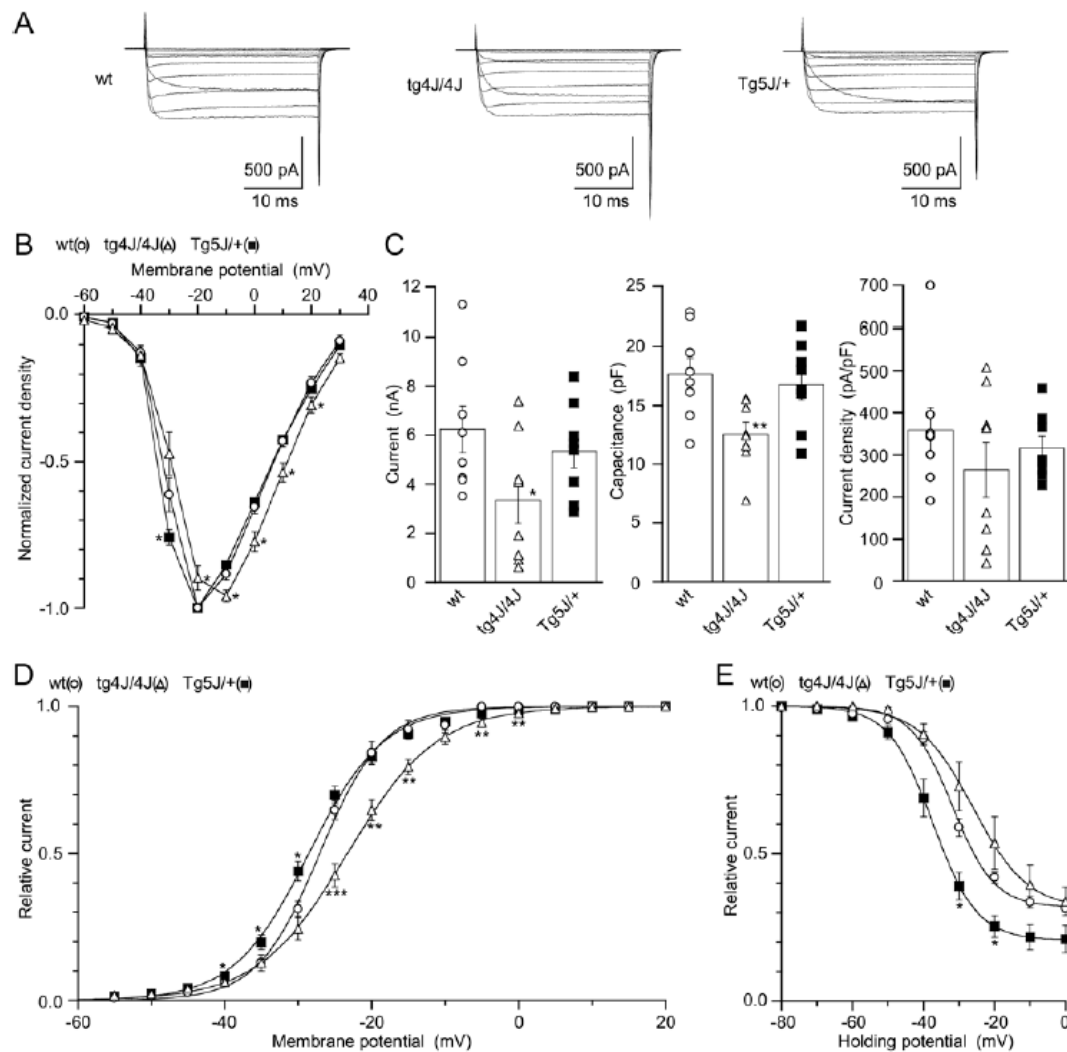 A
wt
tg4J/4J
Tg5J/+
500 pA
10 ms
500 pA
10 ms
500 pA
10 ms
B
wt(○) tg4J/4J(△) Tg5J/+(■)
Membrane potential (mV)
-60 -40 -20 0 20 40
0.0
-0.5
-1.0
Normalized current density
* * * * * *
C
Current (nA)
12
10
8
6
4
2
0
*
wt tg4J/4J Tg5J/+
Capacitance (pF)
25
20
15
10
5
0
**
wt tg4J/4J Tg5J/+
Current density (pA/pF)
700
600
500
400
300
200
100
0
wt tg4J/4J Tg5J/+
D
wt(○) tg4J/4J(△) Tg5J/+(■)
Relative current
1.0
0.5
0.0
* * * *** ** ** ** **
-60 -40 -20 0 20
Membrane potential (mV)
E
wt(○) tg4J/4J(△) Tg5J/+(■)
Relative current
1.0
0.5
0.0
* *
-80 -60 -40 -20 0
Holding potential (mV)